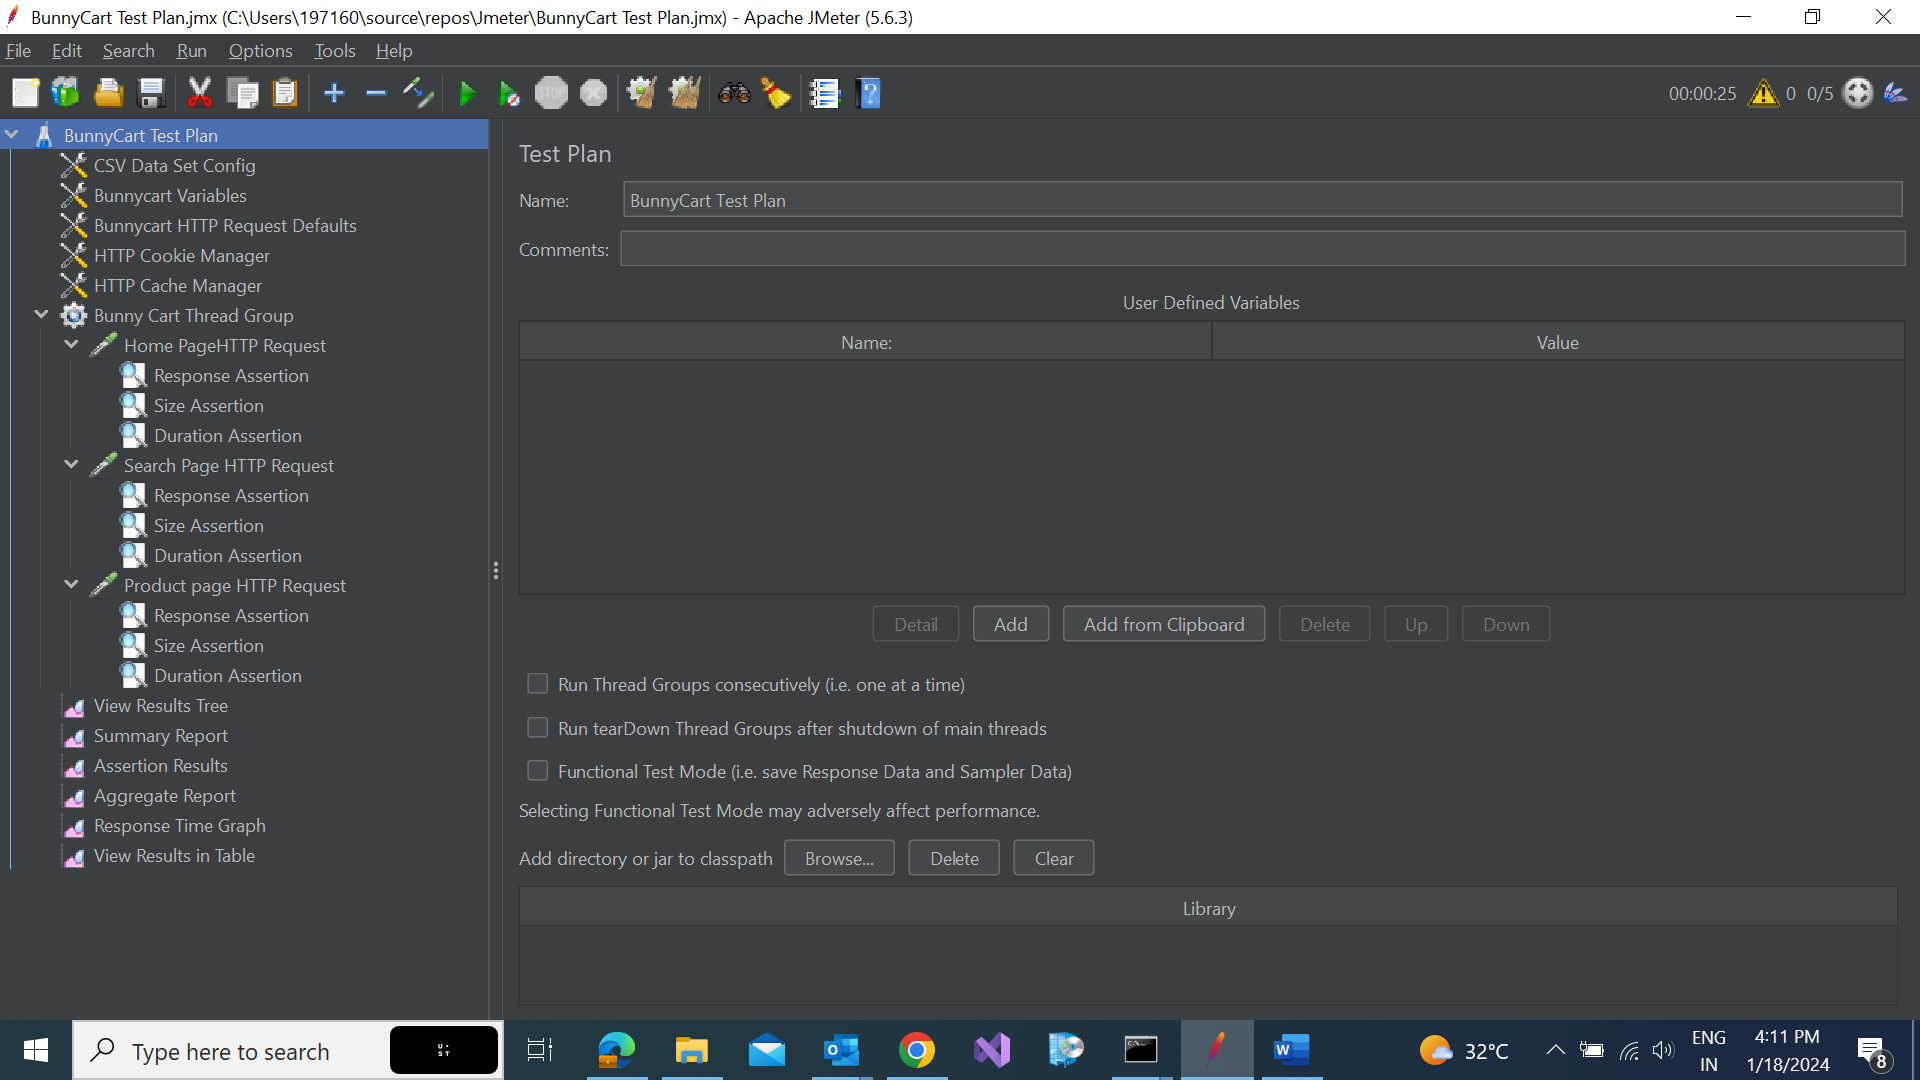 BunnyCart Test Plan.jmx (C:\Users\197160\source\repos\Jmeter\BunnyCart Test Plan.jmx) - Apache JMeter (5.6.3)
File Edit Search Run Options Tools Help
STOP
00:00:25 0 0/5
BunnyCart Test Plan
CSV Data Set Config
Bunnycart Variables
Bunnycart HTTP Request Defaults
HTTP Cookie Manager
HTTP Cache Manager
Bunny Cart Thread Group
Home PageHTTP Request
Response Assertion
Size Assertion
Duration Assertion
Search Page HTTP Request
Response Assertion
Size Assertion
Duration Assertion
Product page HTTP Request
Response Assertion
Size Assertion
Duration Assertion
View Results Tree
Summary Report
Assertion Results
Aggregate Report
Response Time Graph
View Results in Table
Test Plan
Name: BunnyCart Test Plan
Comments:
User Defined Variables
Name: Value
Detail Add Add from Clipboard Delete Up Down
Run Thread Groups consecutively (i.e. one at a time)
Run tearDown Thread Groups after shutdown of main threads
Functional Test Mode (i.e. save Response Data and Sampler Data)
Selecting Functional Test Mode may adversely affect performance.
Add directory or jar to classpath Browse... Delete Clear
Library
Type here to search
U ST
32°C
ENG
IN
4:11 PM
1/18/2024
8